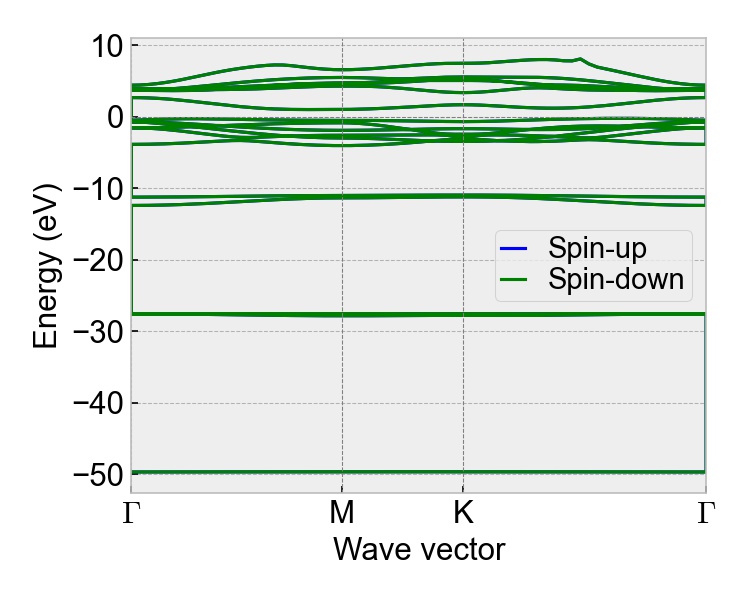 10
0
−10
−20
−30
−40
−50
Energy (eV)
Spin-up
Spin-down
Γ M K Γ
Wave vector